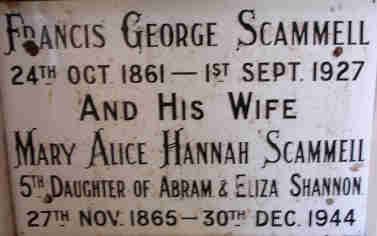 Francis George Scammell
24TH OCT. 1861 — 1ST SEPT. 1927
And His Wife
Mary Alice Hannah Scammell
5TH Daughter of Abram & Eliza Shannon
27TH NOV. 1865 — 30TH DEC. 1944